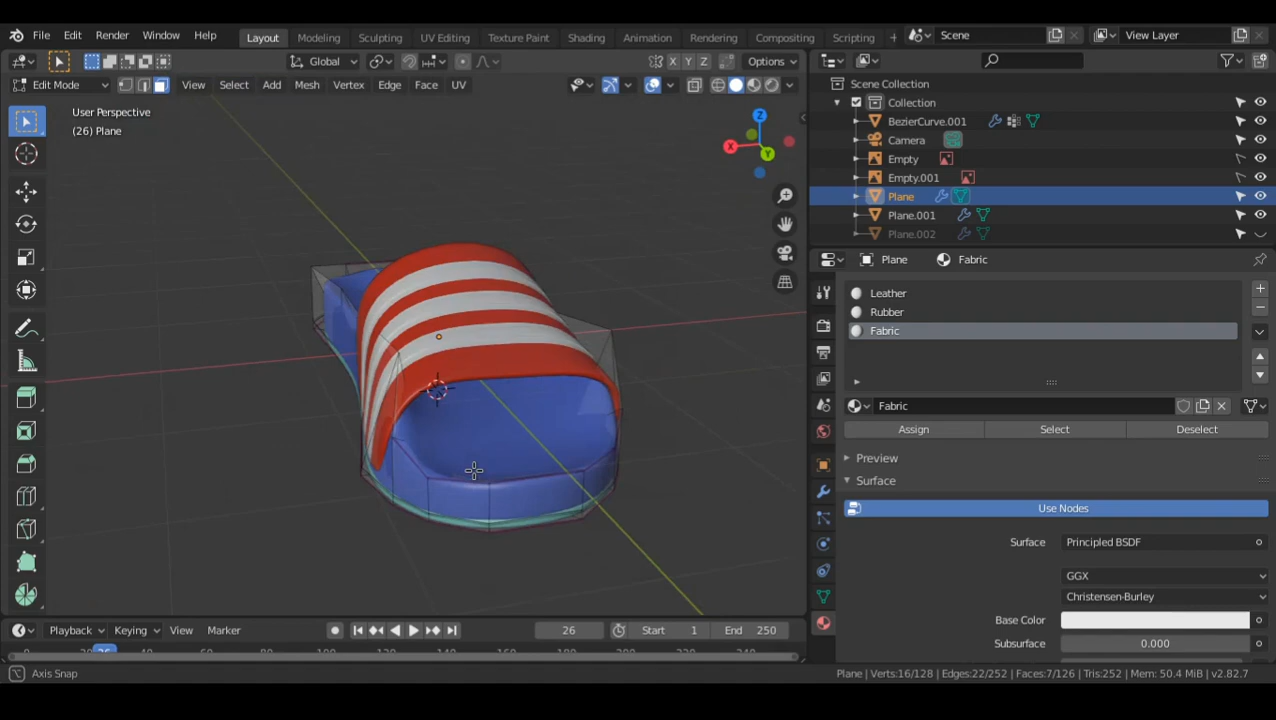 File Edit Render Window Help Layout Modeling Sculpting UV Editing Texture Paint Shading Animation Rendering Compositing Scripting + Scene View Layer
Global X Y Z Options
Edit Mode View Select Add Mesh Vertex Edge Face UV
User Perspective
(26) Plane
Z
X
Y
Scene Collection
Collection
BezierCurve.001
Camera
Empty
Empty.001
Plane
Plane.001
Plane.002
Plane Fabric
Leather
Rubber
Fabric
Fabric
Assign Select Deselect
Preview
Surface
Use Nodes
Surface Principled BSDF
GGX
Christensen-Burley
Base Color
Subsurface 0.000
Playback Keying View Marker 26 Start 1 End 250
Axis Snap Plane | Verts:16/128 | Edges:22/252 | Faces:7/126 | Tris:252 | Mem: 50.4 MiB | v2.82.7